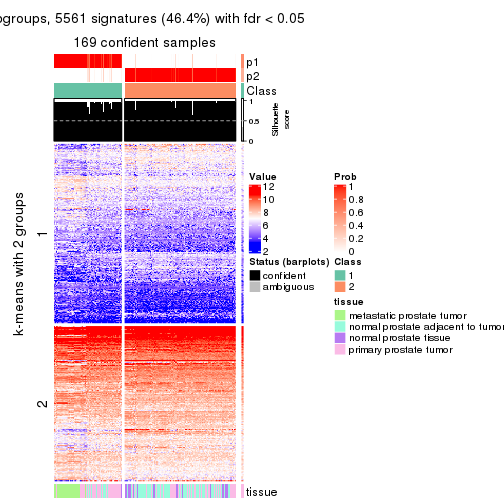 ogroups, 5561 signatures (46.4%) with fdr < 0.05
169 confident samples
p1
p2
Class
1
0.5
0
Silhouette
score
k-means with 2 groups
1
2
Value
12
10
8
6
4
2
Prob
1
0.8
0.6
0.4
0.2
0
Status (barplots)
confident
ambiguous
Class
1
2
tissue
metastatic prostate tumor
normal prostate adjacent to tumor
normal prostate tissue
primary prostate tumor
tissue